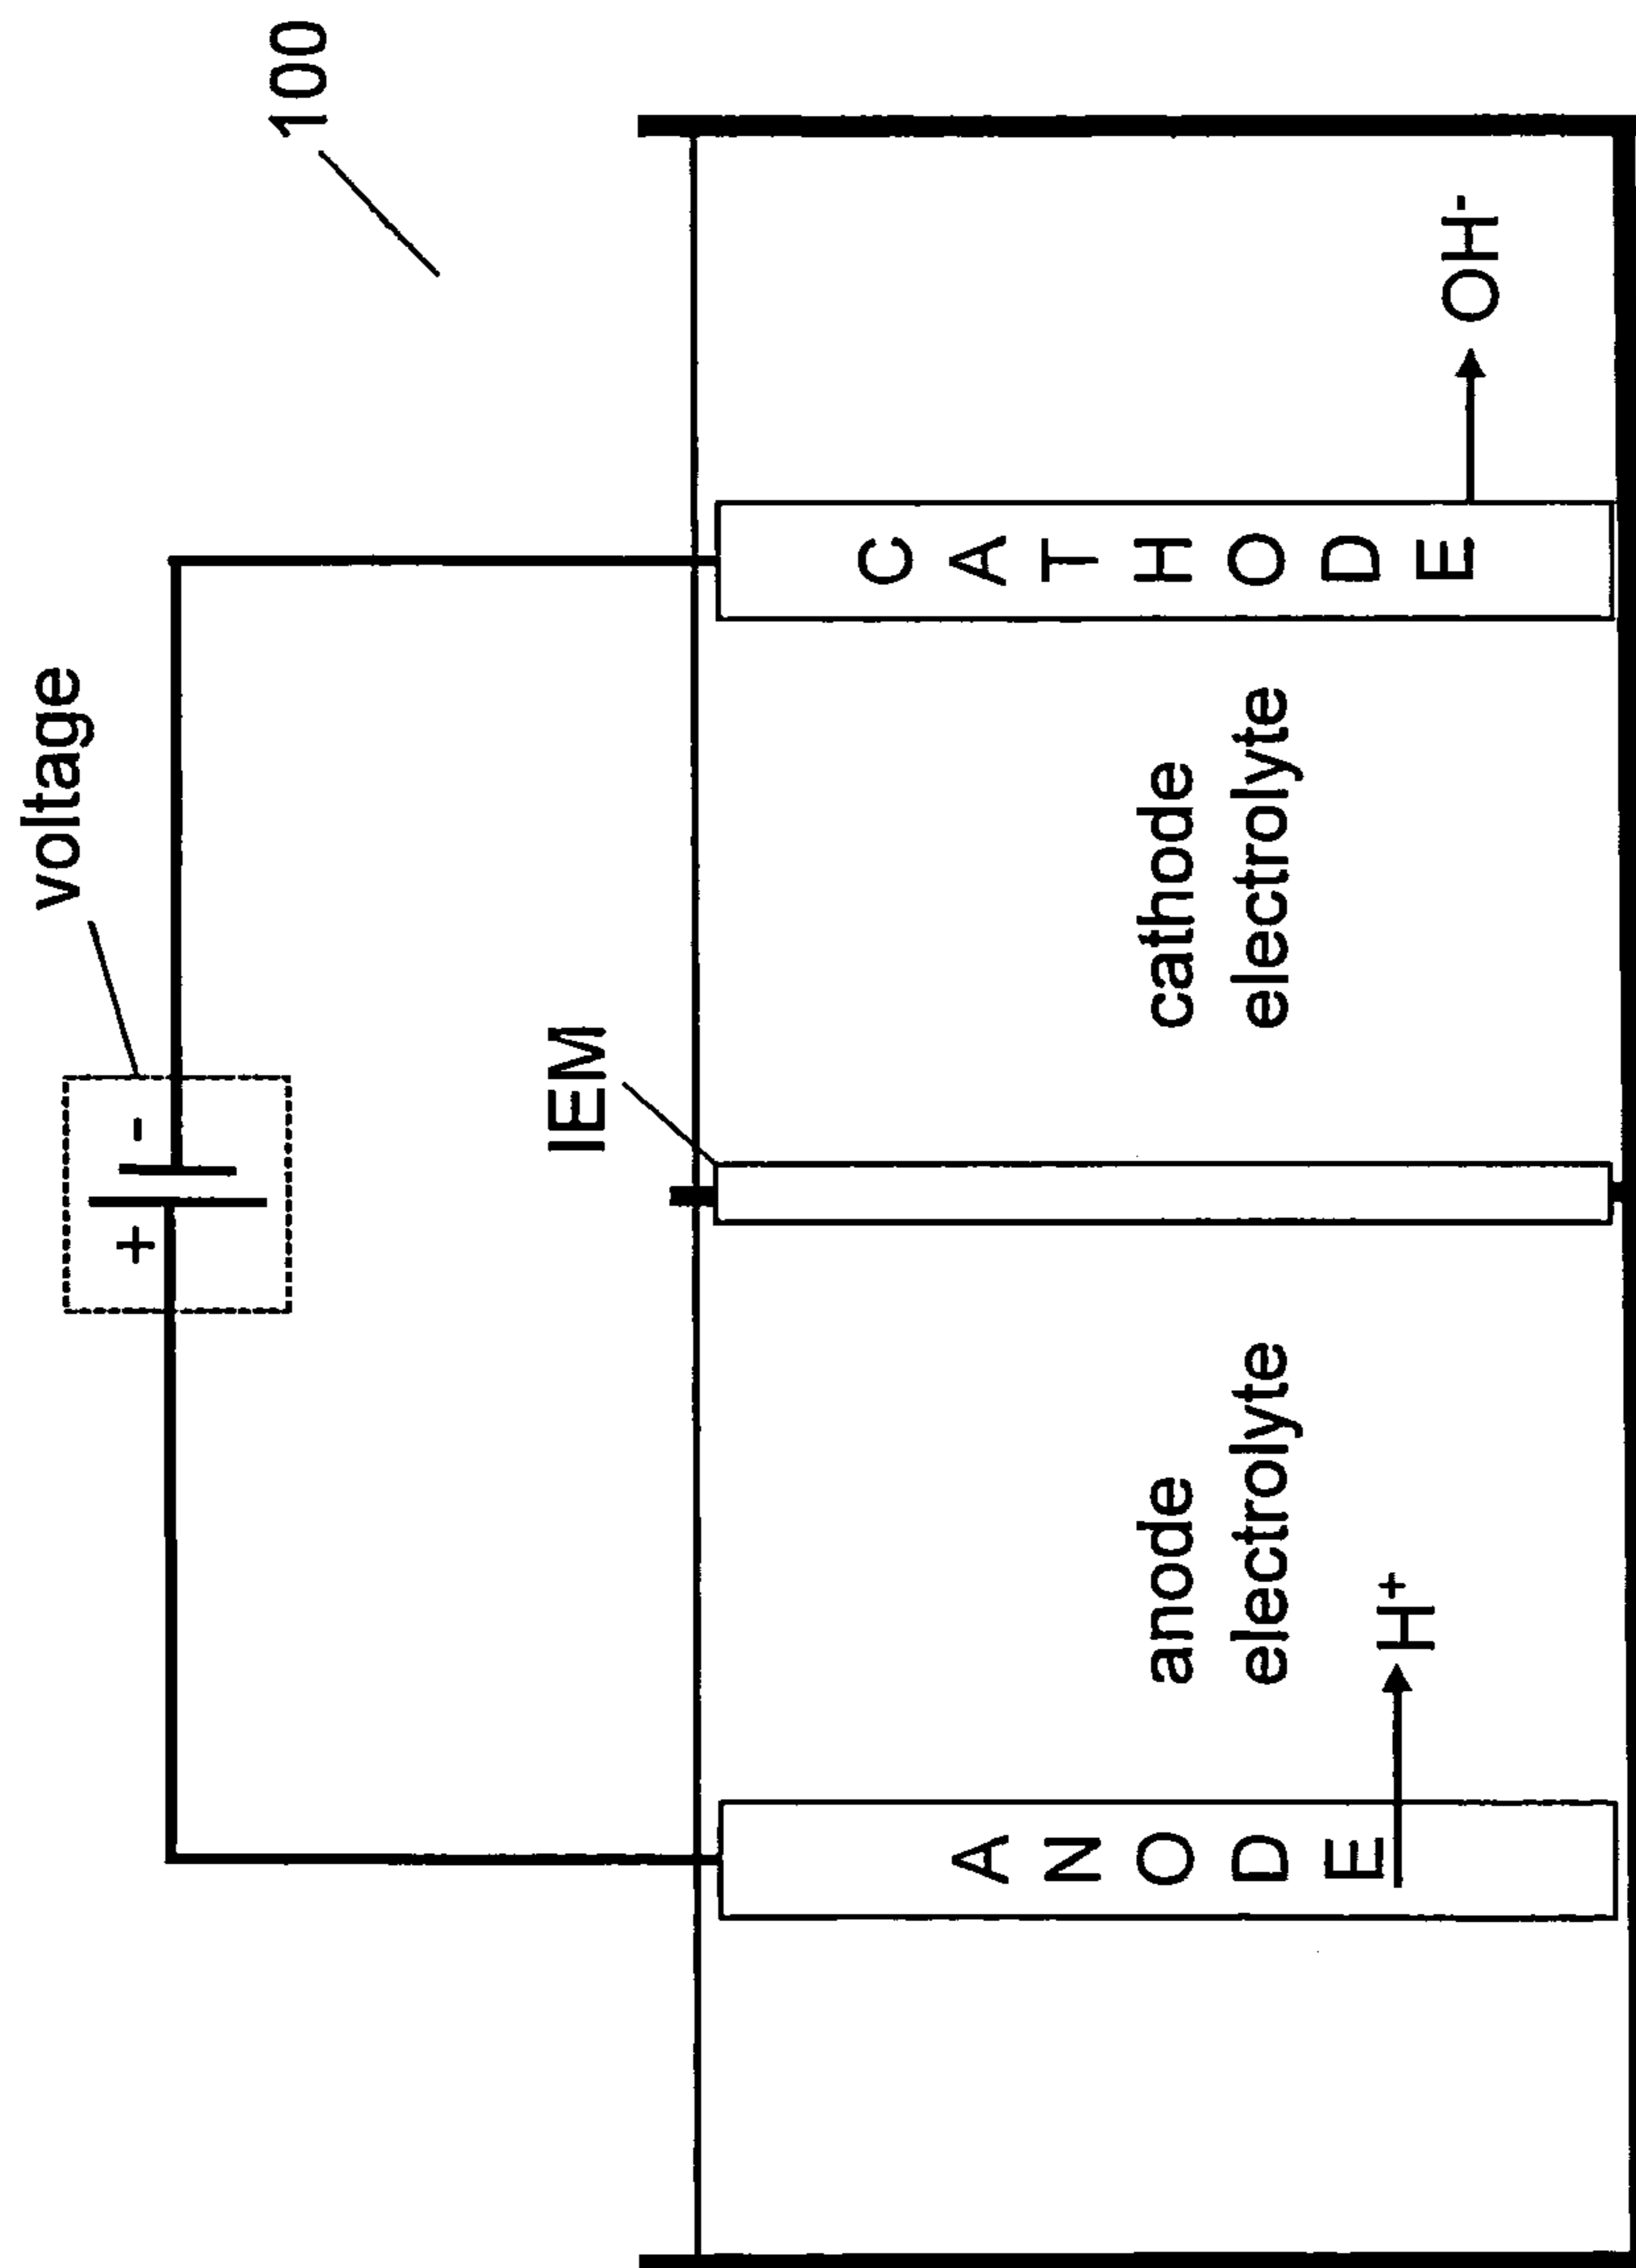 100
voltage
+ -
IEM
ANODE
anode
electrolyte
H⁺
cathode
electrolyte
CATHODE
OH⁻